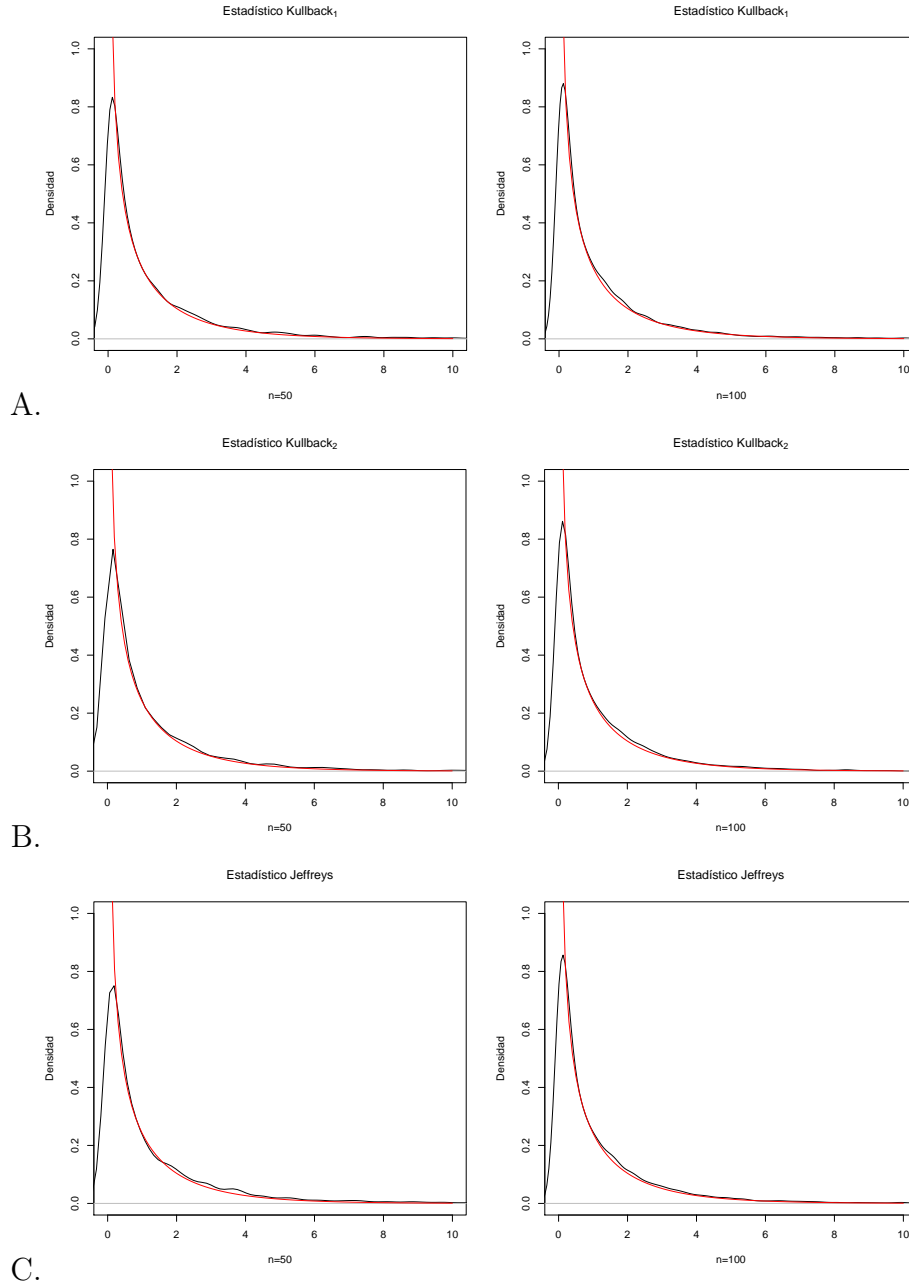 Estadístico Kullback₁ Estadístico Kullback₁
1.0 1.0
0.8 0.8
0.6 0.6
Densidad Densidad
0.4 0.4
0.2 0.2
0.0 0.0
0 2 4 6 8 10 0 2 4 6 8 10
n=50 n=100
A.
Estadístico Kullback₂ Estadístico Kullback₂
1.0 1.0
0.8 0.8
0.6 0.6
Densidad Densidad
0.4 0.4
0.2 0.2
0.0 0.0
0 2 4 6 8 10 0 2 4 6 8 10
n=50 n=100
B.
Estadístico Jeffreys Estadístico Jeffreys
1.0 1.0
0.8 0.8
0.6 0.6
Densidad Densidad
0.4 0.4
0.2 0.2
0.0 0.0
0 2 4 6 8 10 0 2 4 6 8 10
n=50 n=100
C.